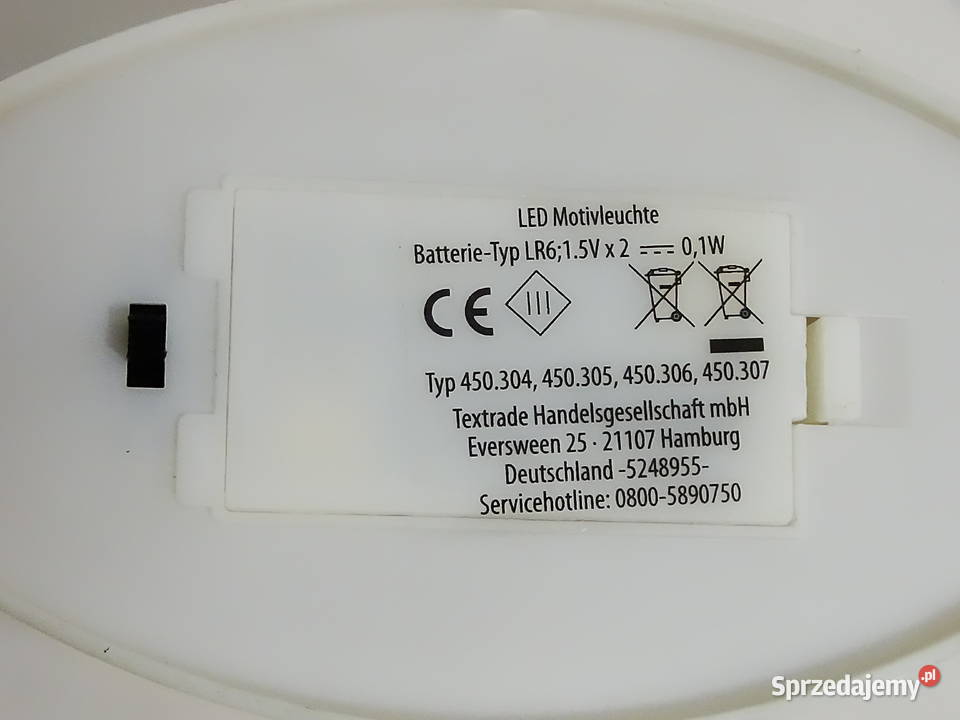 LED Motivleuchte
Batterie-Typ LR6;1.5V x 2 ⎓ 0,1W
CE
Typ 450.304, 450.305, 450.306, 450.307
Textrade Handelsgesellschaft mbH
Eversween 25 · 21107 Hamburg
Deutschland -5248955-
Servicehotline: 0800-5890750
Sprzedajemy.pl